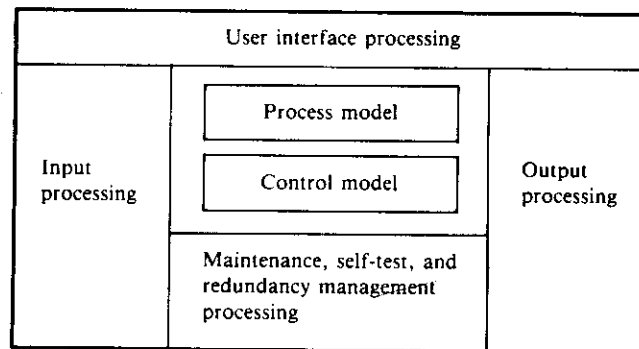 User interface processing
Process model
Control model
Input
processing
Output
processing
Maintenance, self-test, and
redundancy management
processing